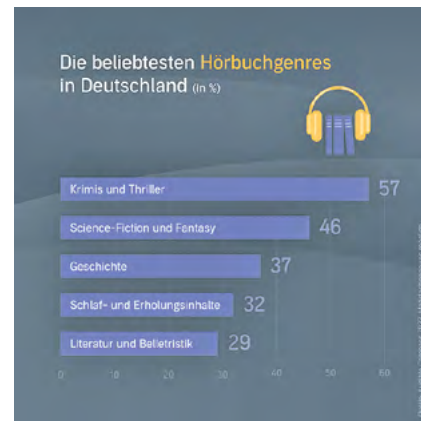 Die beliebtesten Hörbuchgenres
in Deutschland (in %)
Krimis und Thriller 57
Science-Fiction und Fantasy 46
Geschichte 37
Schlaf- und Erholungsinhalte 32
Literatur und Belletristik 29
0 10 20 30 40 50 60